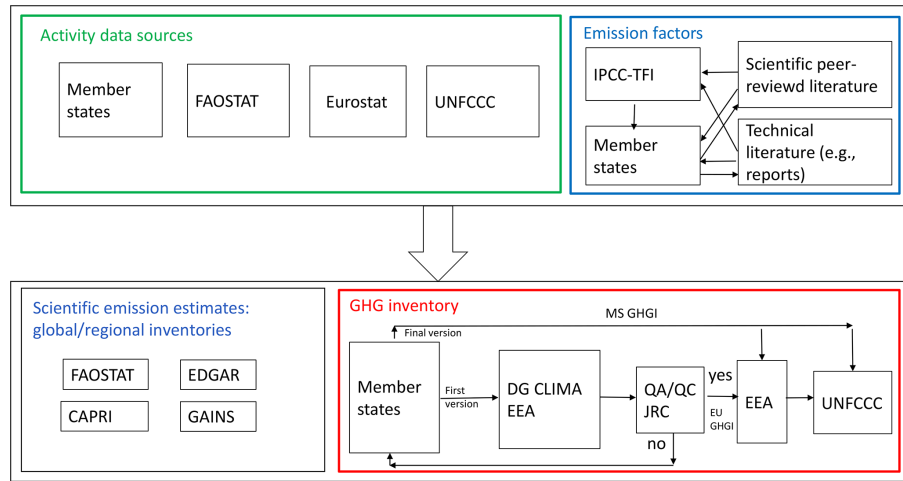 Activity data sources
Member
states
FAOSTAT
Eurostat
UNFCCC
Emission factors
IPCC-TFI
Scientific peer-
reviewd literature
Member
states
Technical
literature (e.g.,
reports)
Scientific emission estimates:
global/regional inventories
FAOSTAT
EDGAR
CAPRI
GAINS
GHG inventory
MS GHGI
Final version
Member
states
First
version
DG CLIMA
EEA
QA/QC
JRC
yes
EU
GHGI
no
EEA
UNFCCC